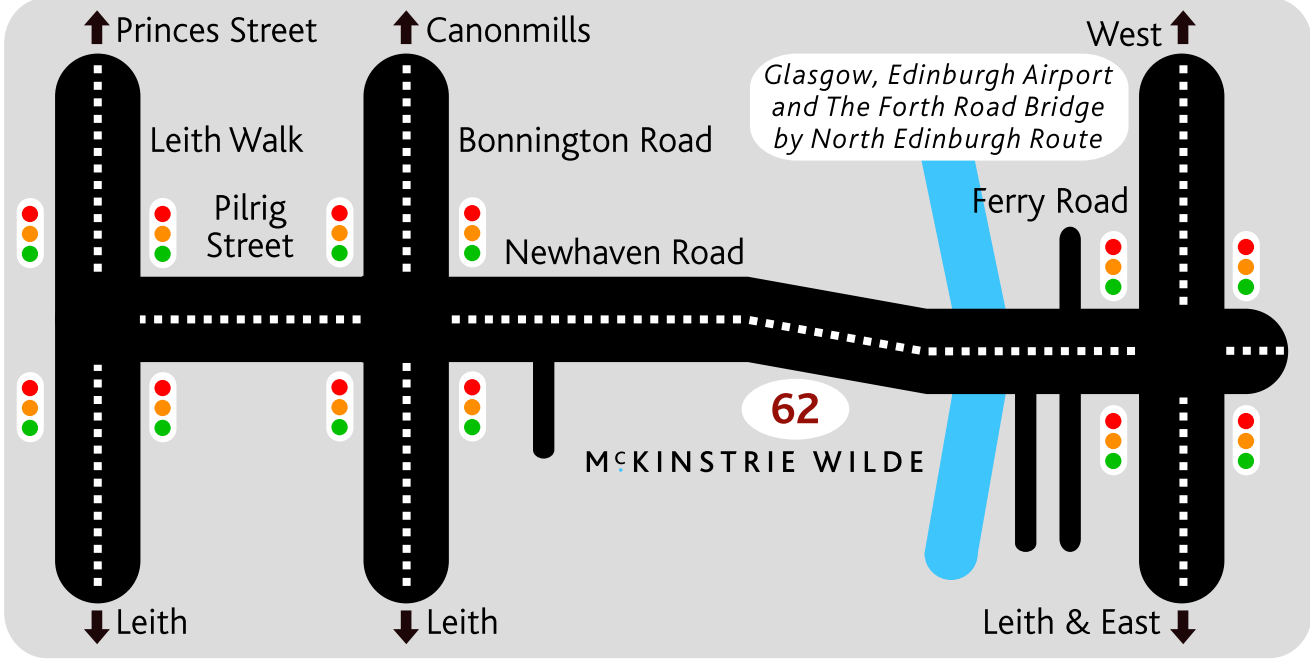 Princes Street
Canonmills
West
Glasgow, Edinburgh Airport
and The Forth Road Bridge
by North Edinburgh Route
Leith Walk
Bonnington Road
Pilrig
Street
Ferry Road
Newhaven Road
62
McKINSTRIE WILDE
Leith
Leith
Leith & East